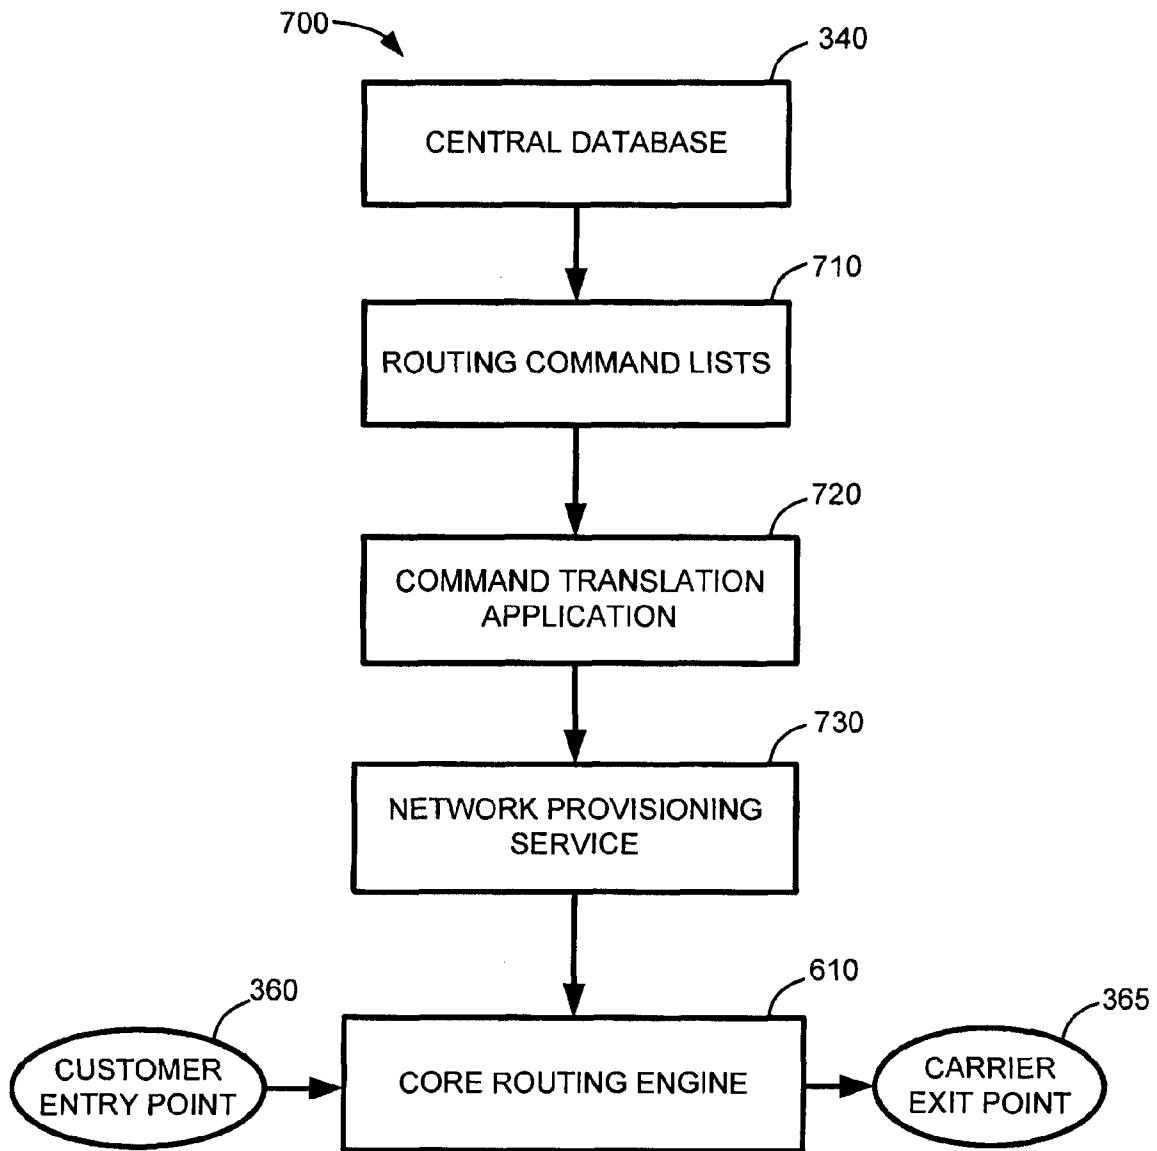 700
340
CENTRAL DATABASE
710
ROUTING COMMAND LISTS
720
COMMAND TRANSLATION
APPLICATION
730
NETWORK PROVISIONING
SERVICE
360
610
365
CUSTOMER
ENTRY POINT
CORE ROUTING ENGINE
CARRIER
EXIT POINT